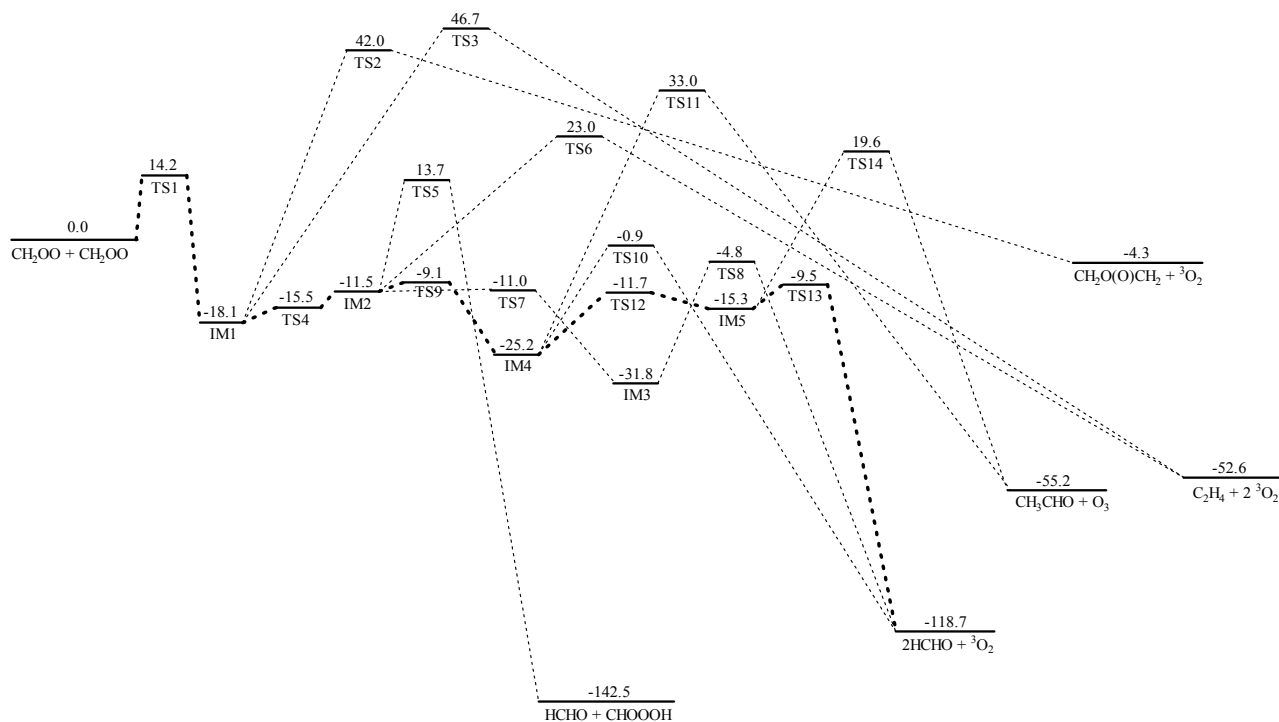 46.7
TS3
42.0
TS2
33.0
TS11
23.0
TS6
19.6
TS14
14.2
TS1
13.7
TS5
0.0
CH₂OO + CH₂OO
-0.9
TS10
-4.8
TS8
-4.3
CH₂O(O)CH₂ + ³O₂
-9.1
TS9
-11.5
IM2
-11.0
TS7
-11.7
TS12
-9.5
TS13
-15.5
TS4
-15.3
IM5
-18.1
IM1
-25.2
IM4
-31.8
IM3
-52.6
C₂H₄ + 2 ³O₂
-55.2
CH₃CHO + O₃
-118.7
2HCHO + ³O₂
-142.5
HCHO + CHOOOH